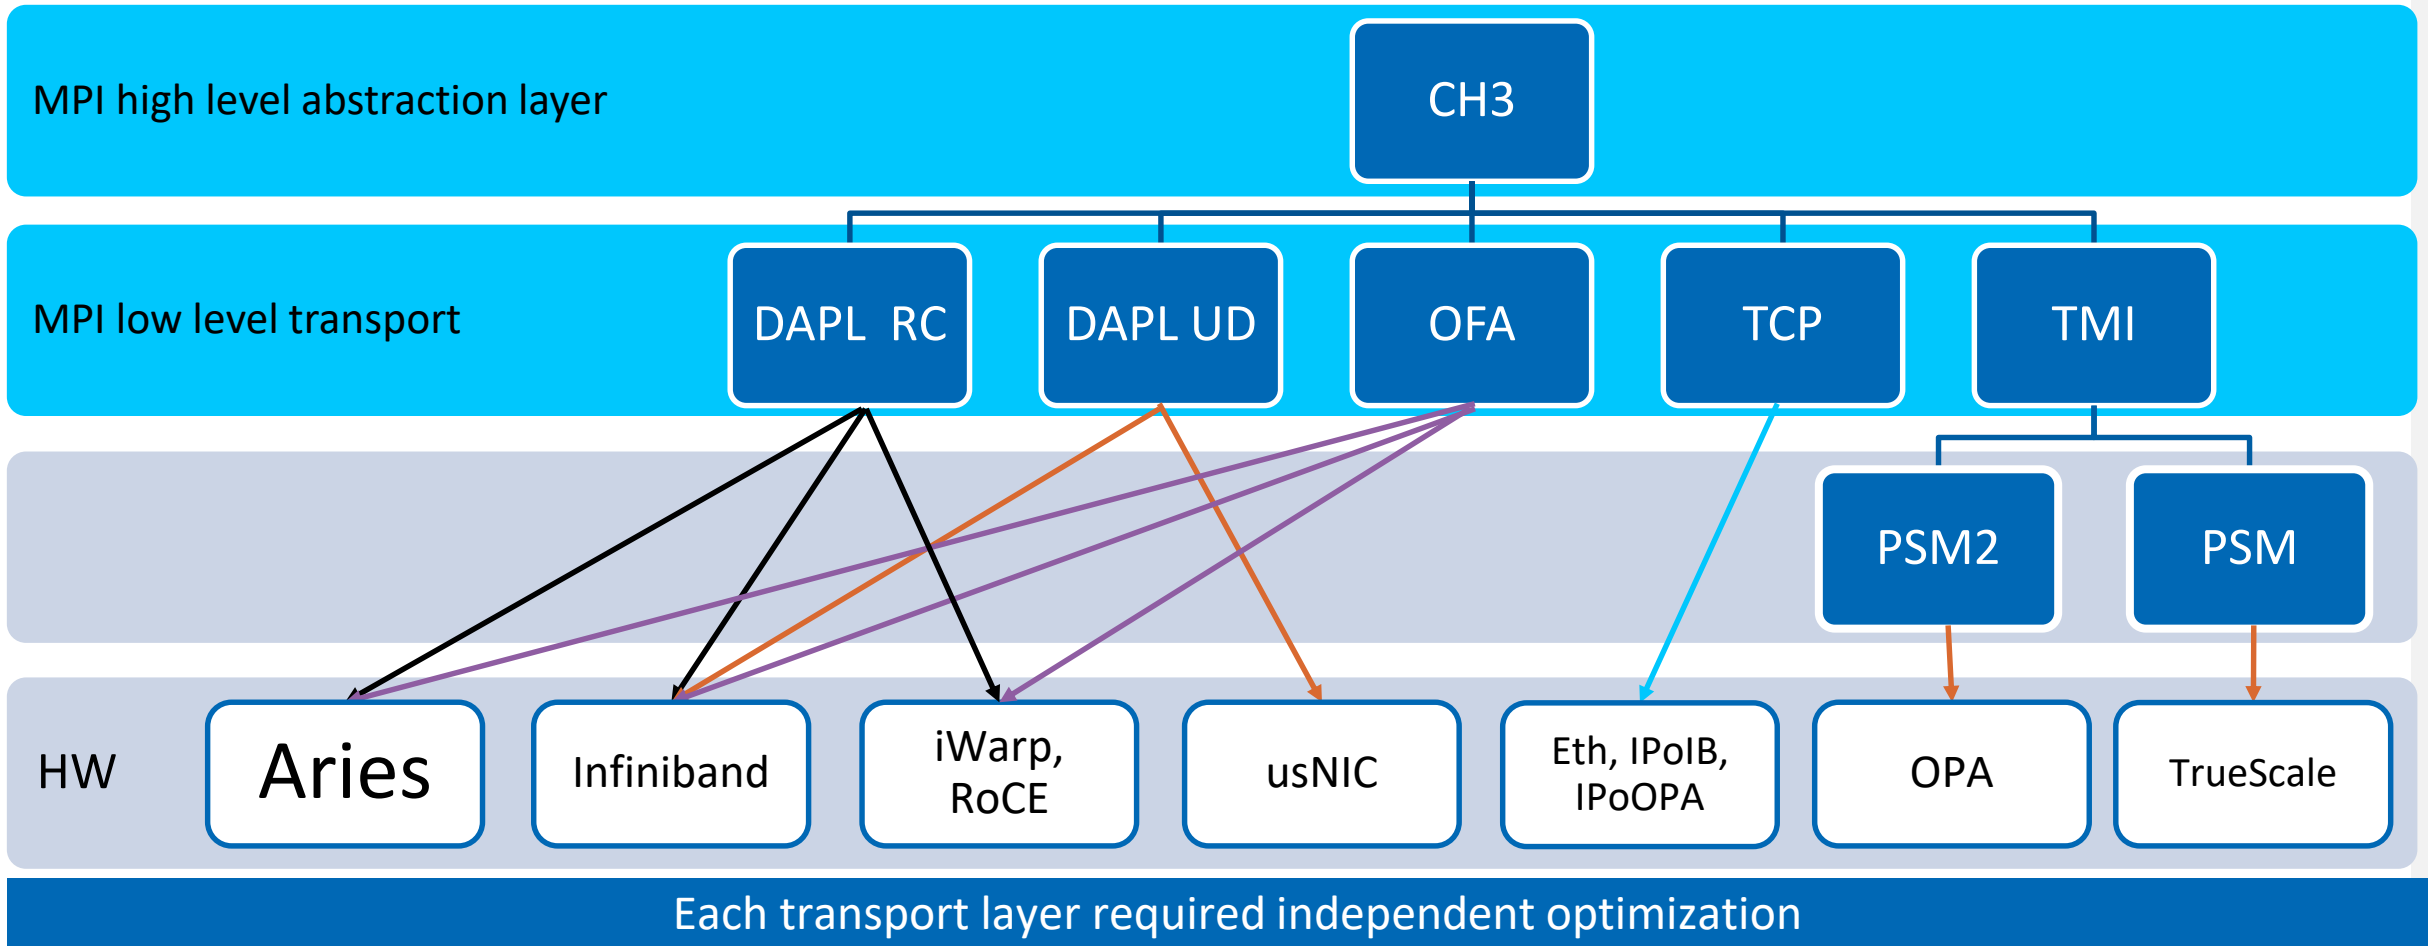 MPI high level abstraction layer
CH3
MPI low level transport
DAPL  RC
DAPL UD
OFA
TCP
TMI
PSM2
PSM
HW
Aries
Infiniband
iWarp,
RoCE
usNIC
Eth, IPoIB,
IPoOPA
OPA
TrueScale
Each transport layer required independent optimization